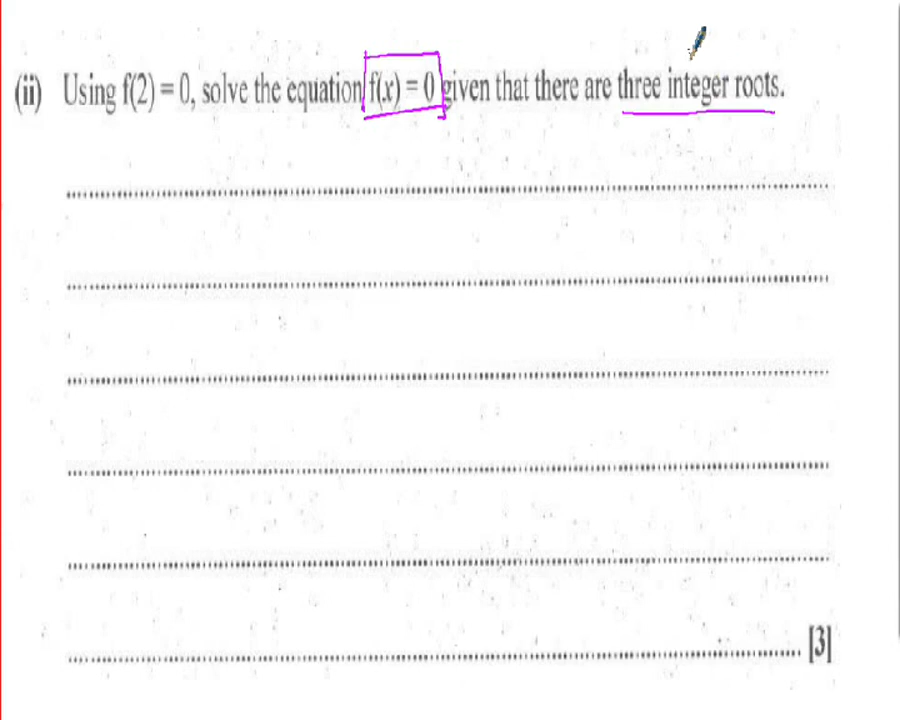 (ii) Using f(2) = 0, solve the equation f(x) = 0 given that there are three integer roots.
[3]